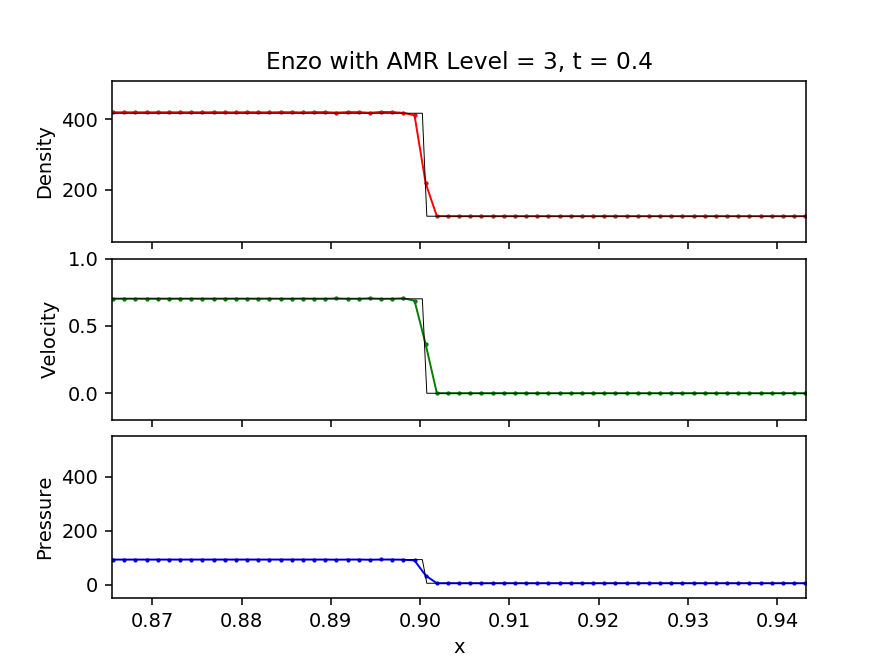 Enzo with AMR Level = 3, t = 0.4
Density
400
200
Velocity
1.0
0.5
0.0
Pressure
400
200
0
0.87 0.88 0.89 0.90 0.91 0.92 0.93 0.94
x